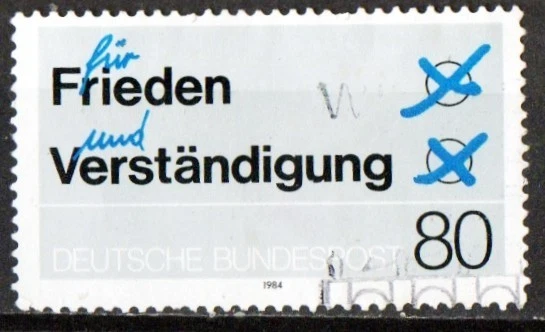 für
Frieden
und
Verständigung
DEUTSCHE BUNDESPOST 80
1984